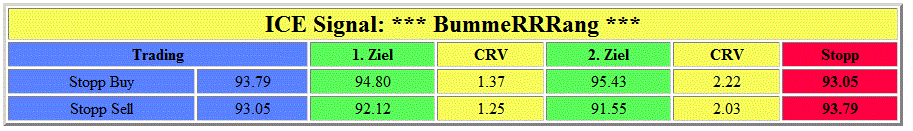 ICE Signal: *** BummeRRRang ***
Trading 1. Ziel CRV 2. Ziel CRV Stopp
Stopp Buy 93.79 94.80 1.37 95.43 2.22 93.05
Stopp Sell 93.05 92.12 1.25 91.55 2.03 93.79